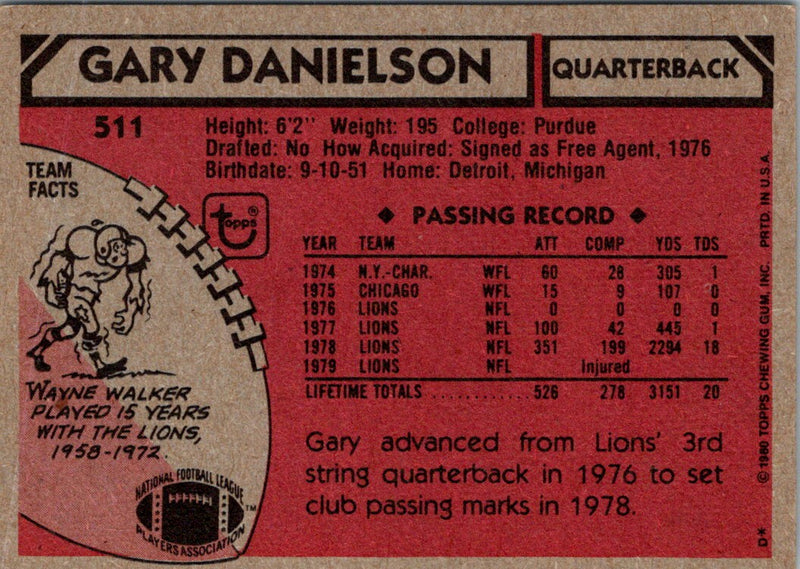 GARY DANIELSON
QUARTERBACK
511
Height: 6'2" Weight: 195 College: Purdue
Drafted: No How Acquired: Signed as Free Agent, 1976
Birthdate: 9-10-51 Home: Detroit, Michigan
TEAM
FACTS
topps®
◆ PASSING RECORD ◆
YEAR TEAM ATT COMP YDS TDS
1974 N.Y.-CHAR. WFL 60 28 305 1
1975 CHICAGO WFL 15 9 107 0
1976 LIONS NFL 0 0 0 0
1977 LIONS NFL 100 42 445 1
1978 LIONS NFL 351 199 2294 18
1979 LIONS NFL Injured
LIFETIME TOTALS ............ 526 278 3151 20
WAYNE WALKER
PLAYED 15 YEARS
WITH THE LIONS,
1958-1972.
Gary advanced from Lions' 3rd
string quarterback in 1976 to set
club passing marks in 1978.
NATIONAL FOOTBALL LEAGUE
PLAYERS ASSOCIATION
TM
D* © 1980 TOPPS CHEWING GUM, INC. PRTD. IN U.S.A.